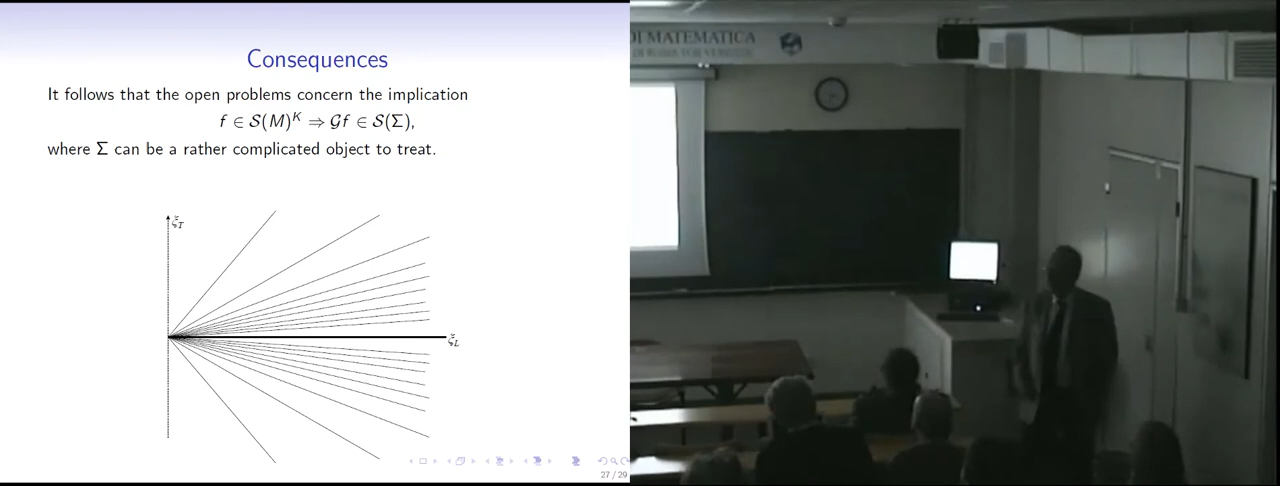 Consequences
It follows that the open problems concern the implication
f ∈ S(M)^K ⇒ Gf ∈ S(Σ),
where Σ can be a rather complicated object to treat.
ξ_T
ξ_L
27 / 29
DI MATEMATICA